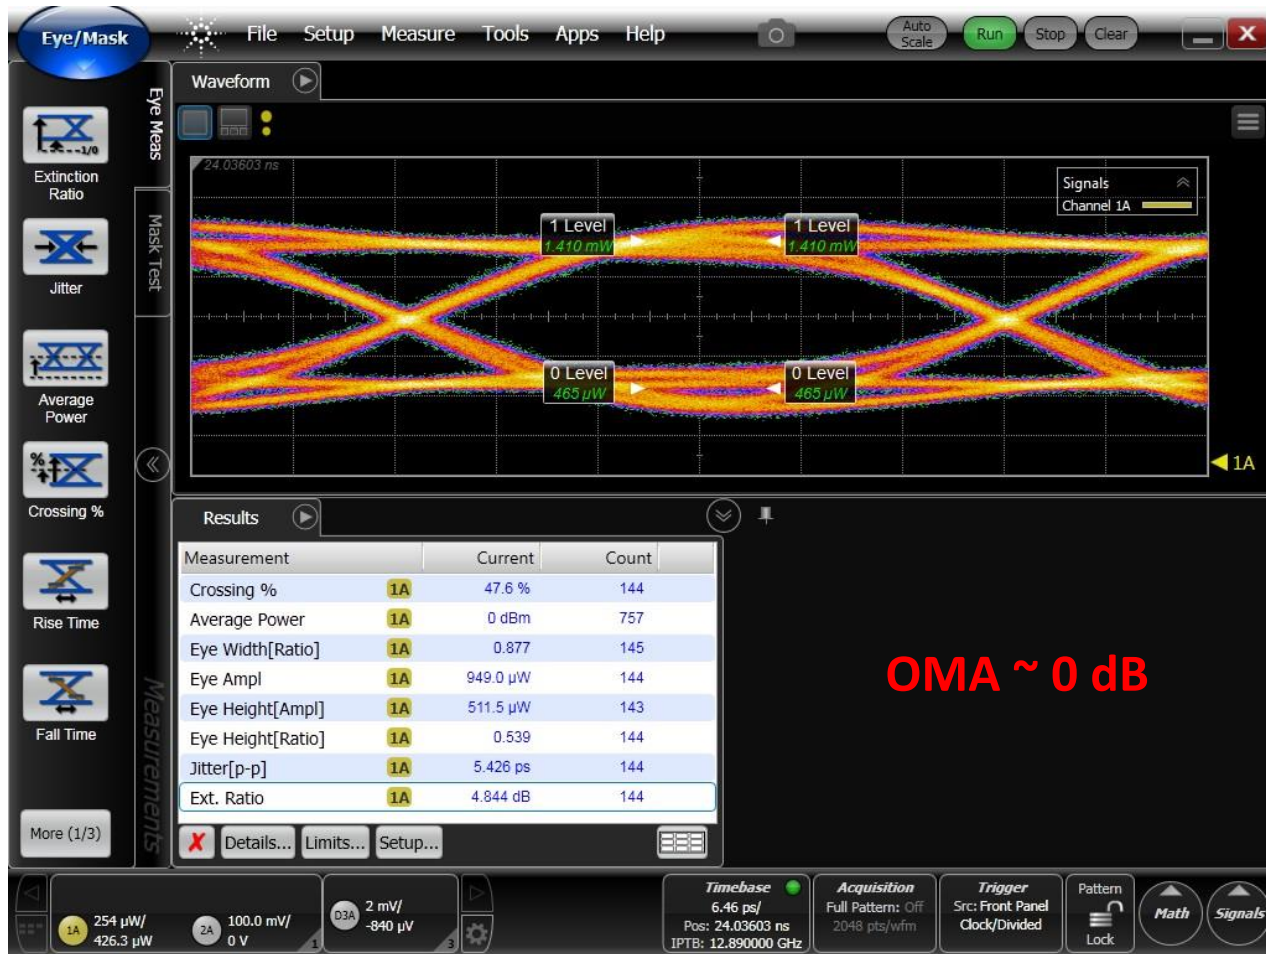 Eye/Mask
File Setup Measure Tools Apps Help
Auto
Scale
Run Stop Clear
X
Eye Meas
Mask Test
Measurements
Extinction
Ratio
Jitter
Average
Power
Crossing %
Rise Time
Fall Time
More (1/3)
Waveform
24.03603 ns
Signals
Channel 1A
1 Level
1.410 mW
1 Level
1.410 mW
0 Level
465 µW
0 Level
465 µW
1A
Results
Measurement Current Count
Crossing % 1A 47.6 % 144
Average Power 1A 0 dBm 757
Eye Width[Ratio] 1A 0.877 145
Eye Ampl 1A 949.0 µW 144
Eye Height[Ampl] 1A 511.5 µW 143
Eye Height[Ratio] 1A 0.539 144
Jitter[p-p] 1A 5.426 ps 144
Ext. Ratio 1A 4.844 dB 144
Details... Limits... Setup...
OMA ~ 0 dB
1A 254 µW/
426.3 µW
2A 100.0 mV/
0 V
1
D3A 2 mV/
-840 µV
3
Timebase
6.46 ps/
Pos: 24.03603 ns
IPTB: 12.890000 GHz
Acquisition
Full Pattern: Off
2048 pts/wfm
Trigger
Src: Front Panel
Clock/Divided
Pattern
Lock
Math
Signals